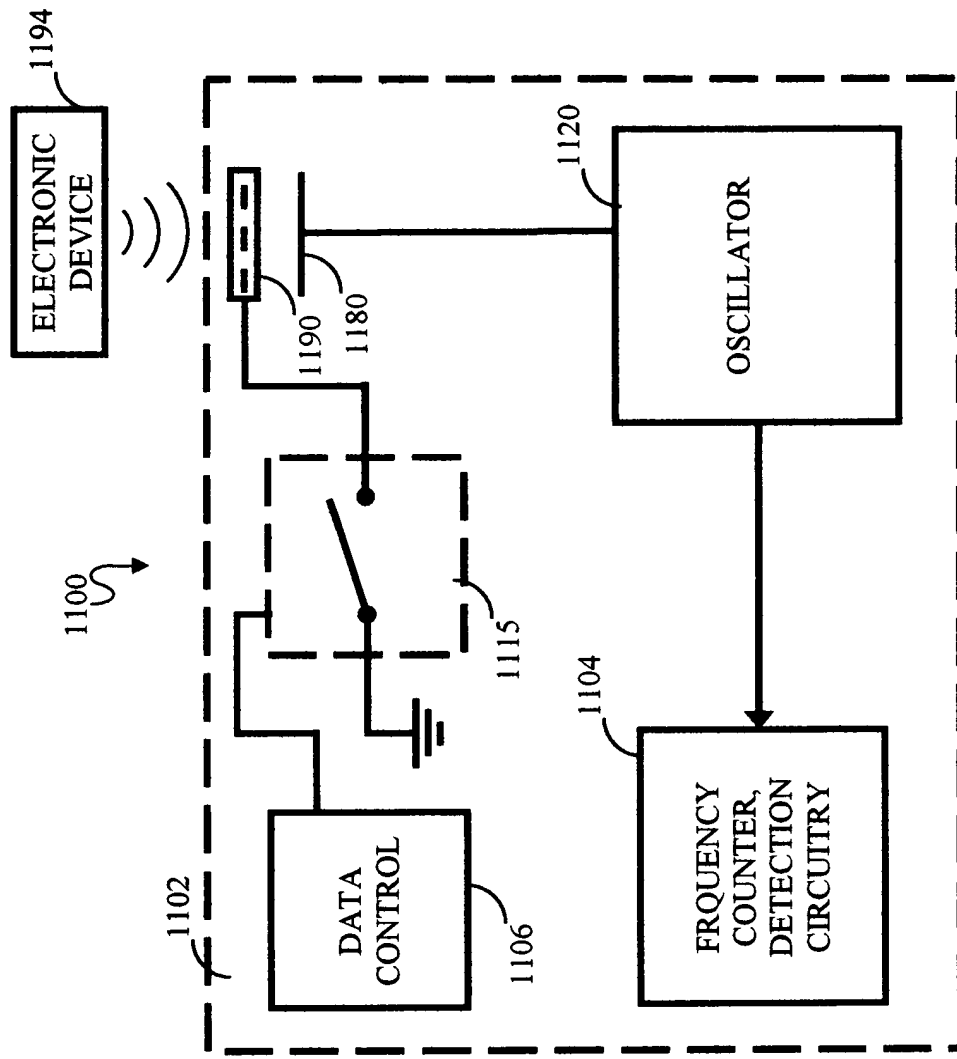 1100
ELECTRONIC
DEVICE
1194
1102
DATA
CONTROL
1106
1115
1190
1180
1104
FRQUENCY
COUNTER,
DETECTION
CIRCUITRY
OSCILLATOR
1120